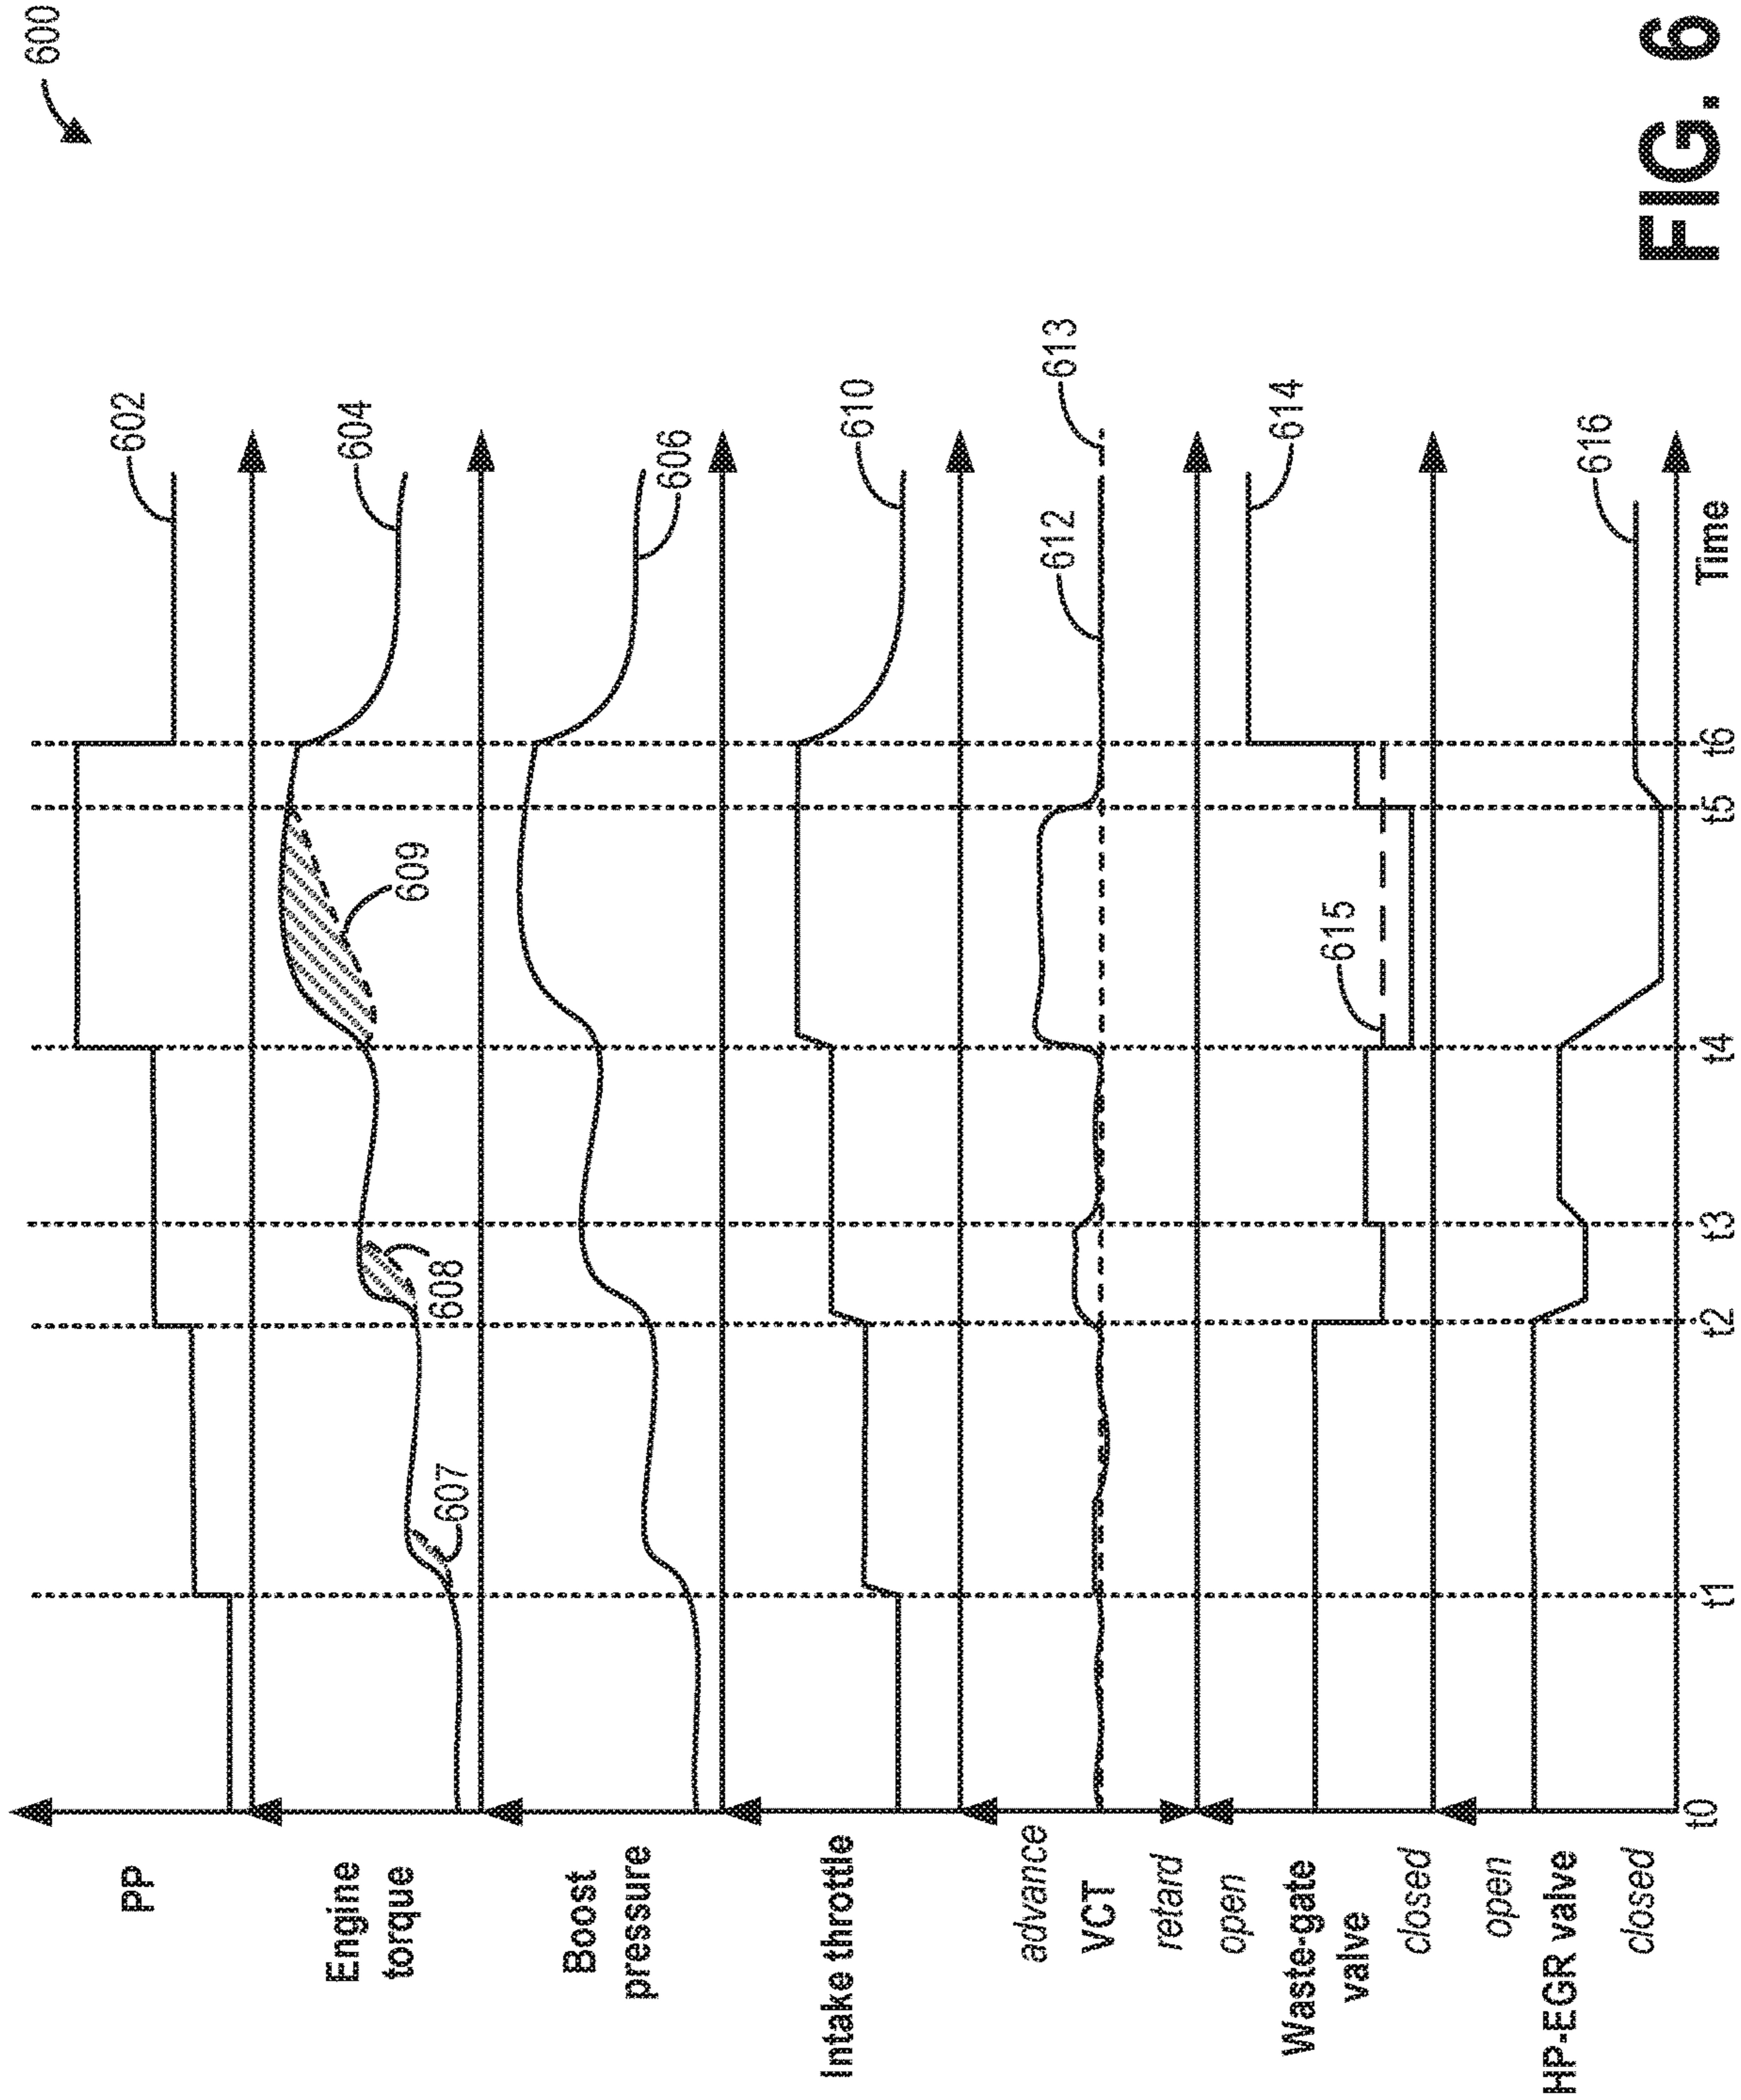 600
PP
602
Engine
torque
604
607
608
609
Boost
pressure
606
Intake throttle
610
advance
VCT
retard
612
613
open
Waste-gate
valve
closed
615
614
open
HP-EGR valve
closed
616
t0
t1
t2
t3
t4
t5
t6
Time
FIG. 6